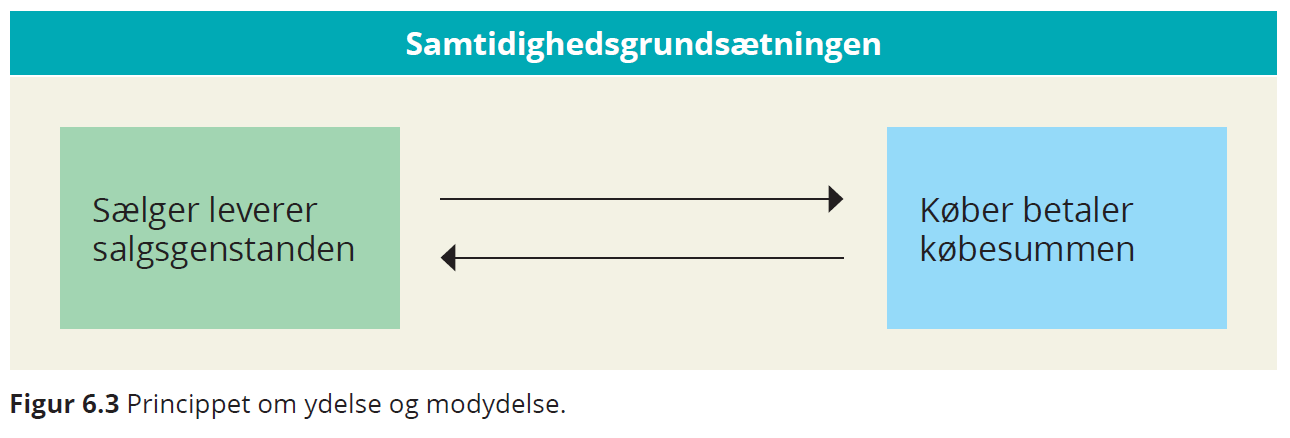 Samtidighedsgrundsætningen
Sælger leverer
salgsgenstanden
Køber betaler
købesummen
Figur 6.3 Princippet om ydelse og modydelse.